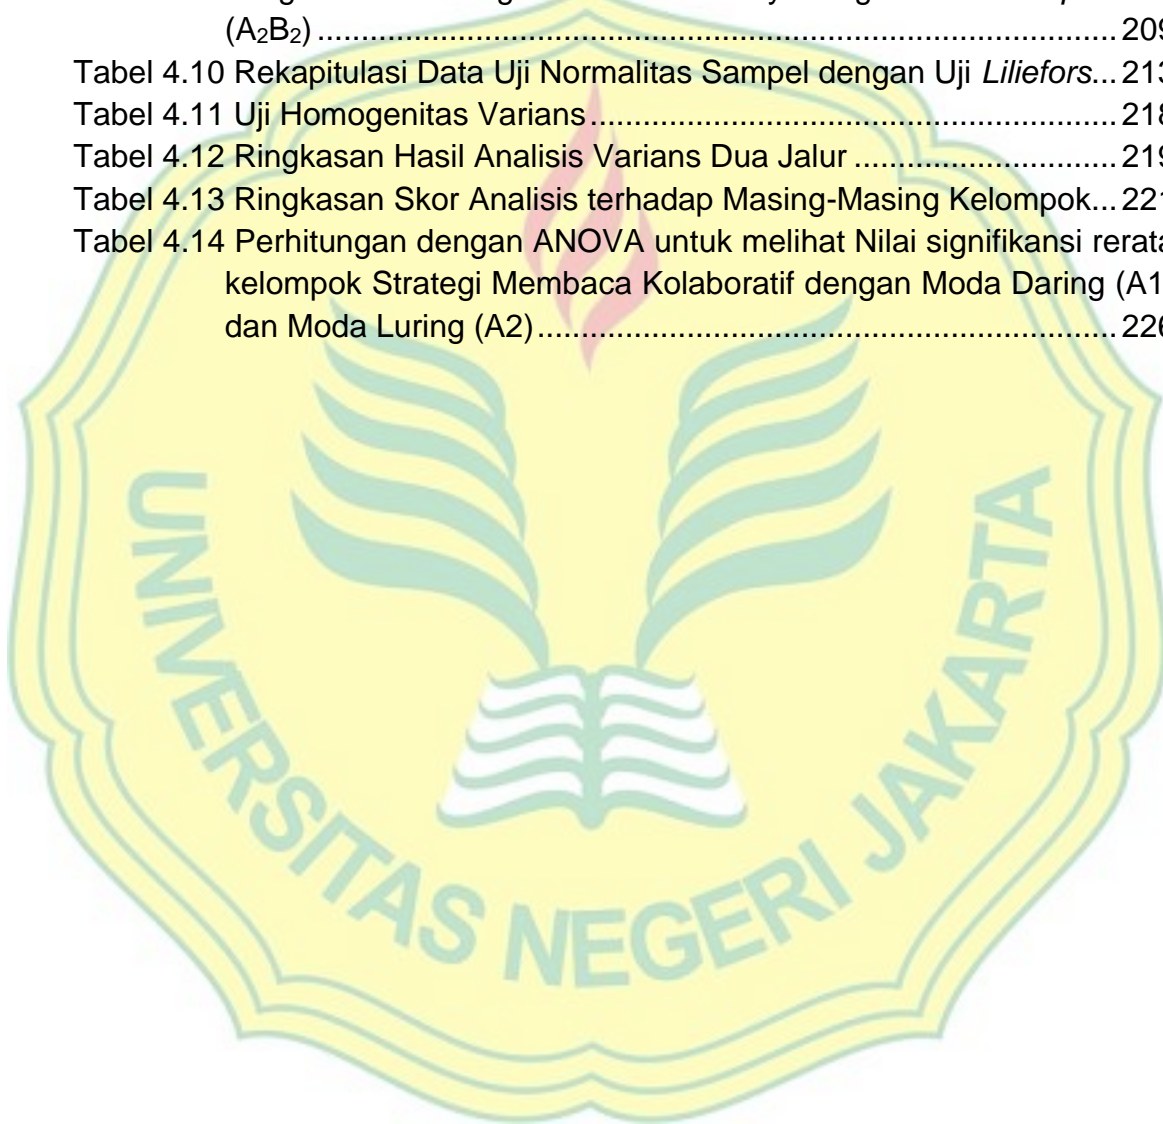 (A₂B₂) ........................................................................................ 209
Tabel 4.10 Rekapitulasi Data Uji Normalitas Sampel dengan Uji Liliefors... 213
Tabel 4.11 Uji Homogenitas Varians .......................................................... 218
Tabel 4.12 Ringkasan Hasil Analisis Varians Dua Jalur ............................. 219
Tabel 4.13 Ringkasan Skor Analisis terhadap Masing-Masing Kelompok... 221
Tabel 4.14 Perhitungan dengan ANOVA untuk melihat Nilai signifikansi rerata
kelompok Strategi Membaca Kolaboratif dengan Moda Daring (A1
dan Moda Luring (A2) ................................................................ 226
UNIVERSITAS NEGERI JAKARTA